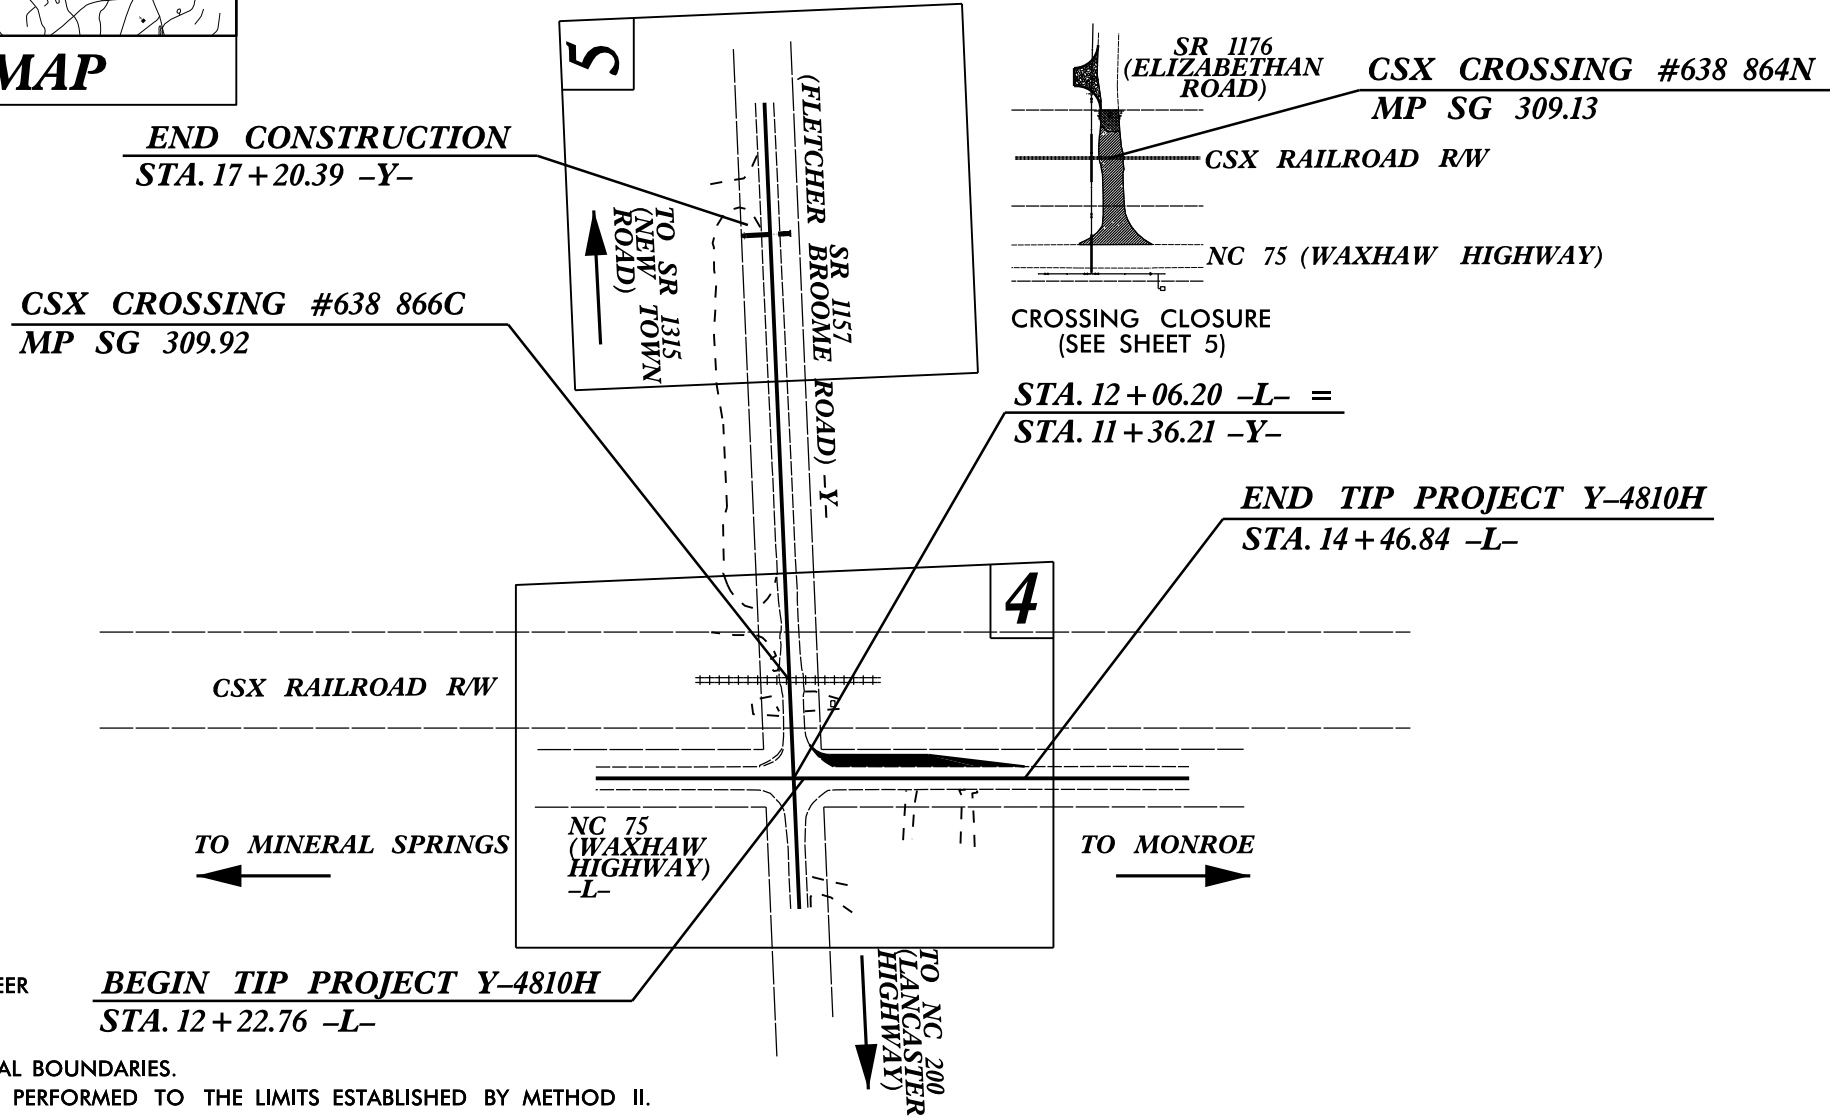 MAP
5
SR 1176
(ELIZABETHAN
ROAD)
CSX CROSSING #638 864N
MP SG 309.13
END CONSTRUCTION
STA. 17+20.39 –Y–
CSX RAILROAD R/W
NC 75 (WAXHAW HIGHWAY)
CROSSING CLOSURE
(SEE SHEET 5)
TO SR 1315
(NEW TOWN
ROAD)
SR 1157
(FLETCHER BROOME ROAD) –Y–
CSX CROSSING #638 866C
MP SG 309.92
STA. 12+06.20 –L– =
STA. 11+36.21 –Y–
END TIP PROJECT Y–4810H
STA. 14+46.84 –L–
4
CSX RAILROAD R/W
TO MINERAL SPRINGS
NC 75
(WAXHAW
HIGHWAY)
–L–
TO MONROE
BEGIN TIP PROJECT Y–4810H
STA. 12+22.76 –L–
TO NC 200
(LANCASTER
HIGHWAY)
EER
AL BOUNDARIES.
PERFORMED TO THE LIMITS ESTABLISHED BY METHOD II.